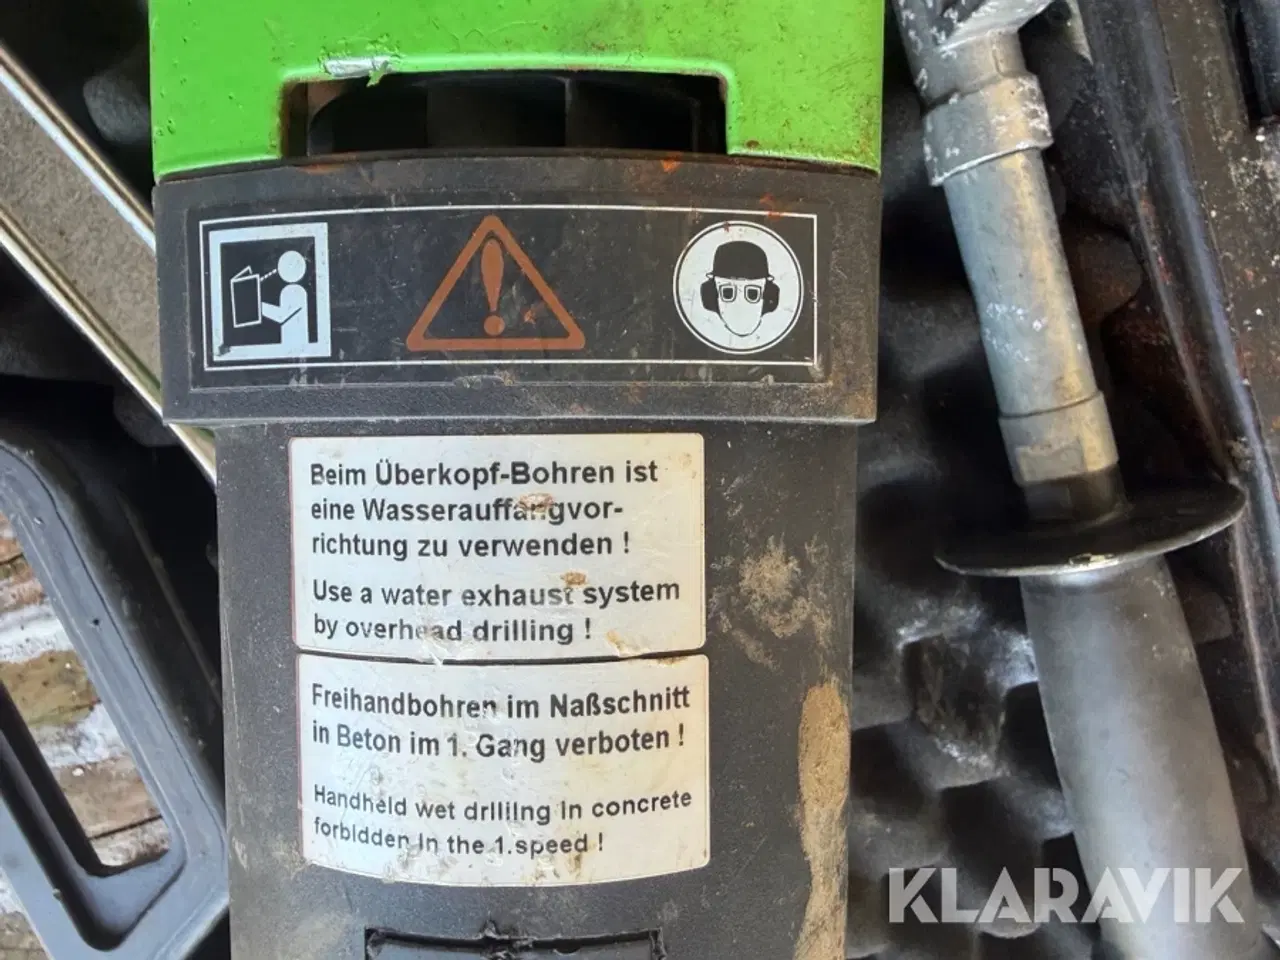 Beim Überkopf-Bohren ist
eine Wasserauffangvor-
richtung zu verwenden !
Use a water exhaust system
by overhead drilling !
Freihandbohren im Naßschnitt
in Beton im 1. Gang verboten !
Handheld wet drilling in concrete
forbidden in the 1.speed !
KLARAVIK